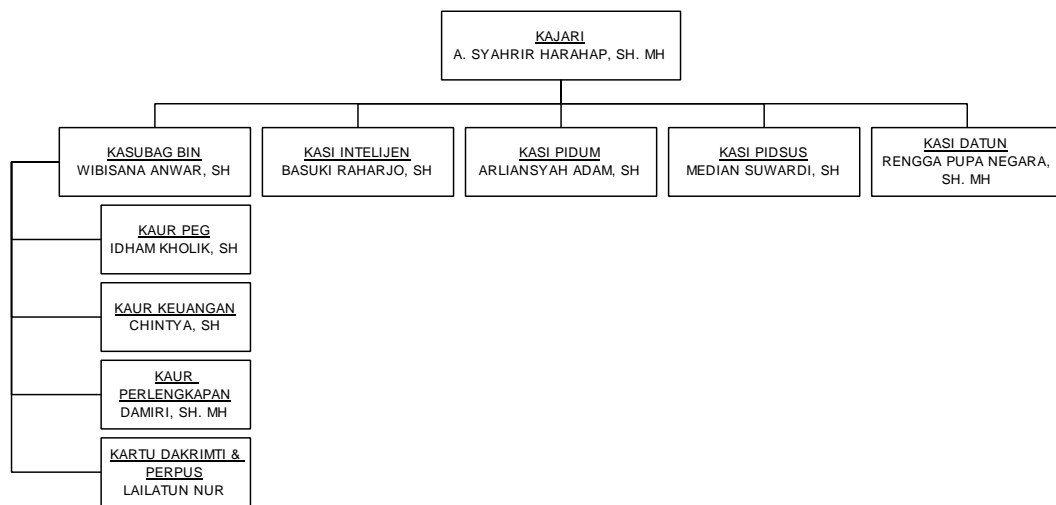 KAJARI
A. SYAHRIR HARAHAP, SH. MH
KASUBAG BIN
WIBISANA ANWAR, SH
KASI INTELIJEN
BASUKI RAHARJO, SH
KASI PIDUM
ARLIANSYAH ADAM, SH
KASI PIDSUS
MEDIAN SUWARDI, SH
KASI DATUN
RENGGA PUPA NEGARA,
SH. MH
KAUR PEG
IDHAM KHOLIK, SH
KAUR KEUANGAN
CHINTYA, SH
KAUR
PERLENGKAPAN
DAMIRI, SH. MH
KARTU DAKRIMTI &
PERPUS
LAILATUN NUR